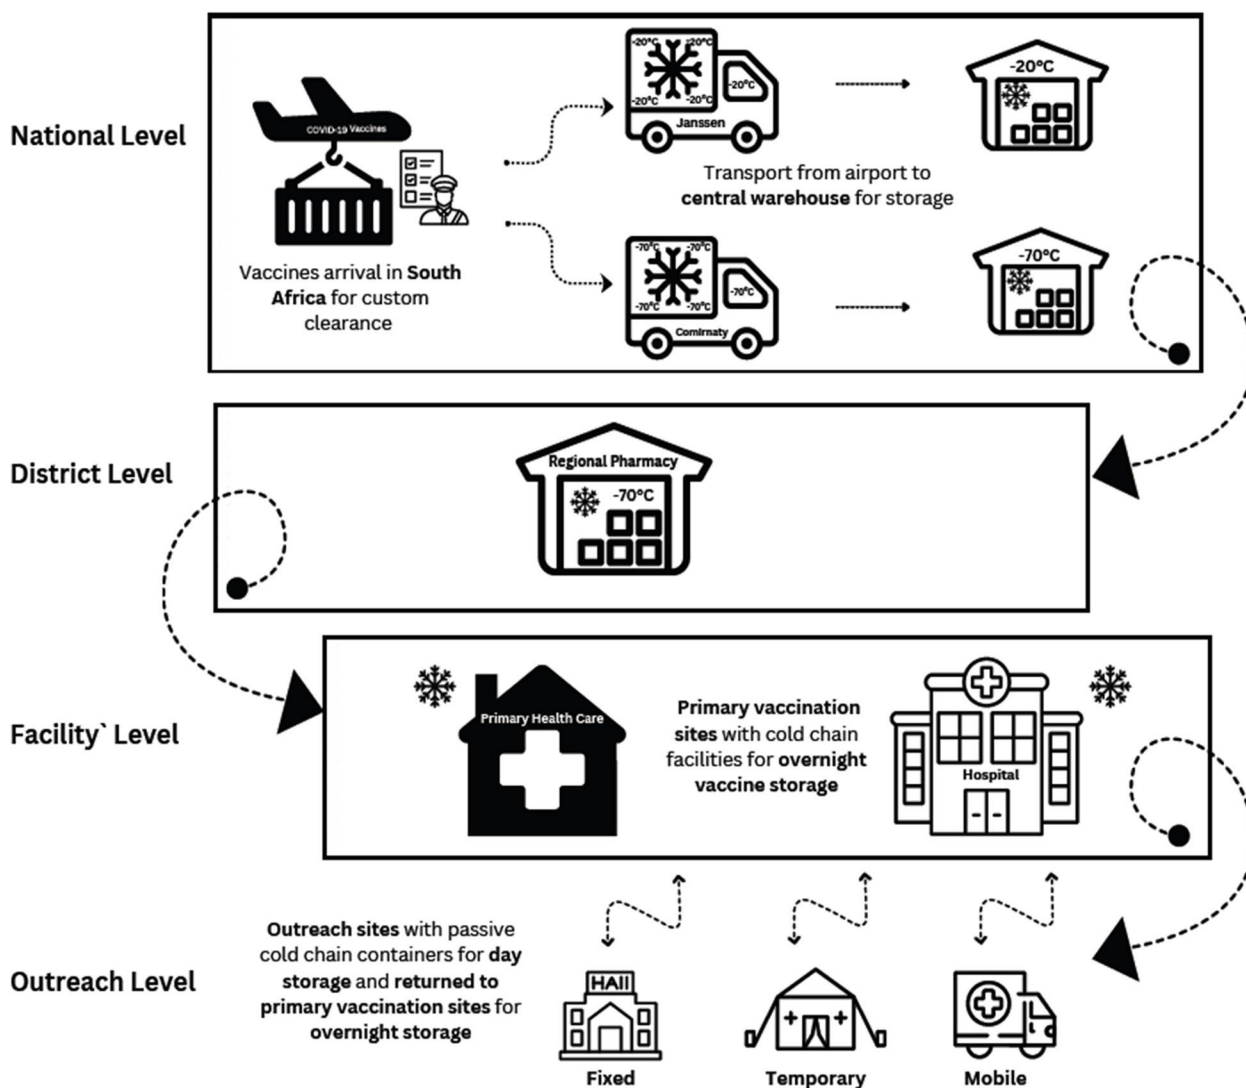 National Level
COVID-19 Vaccines
Vaccines arrival in South
Africa for custom
clearance
-20°C -20°C
-20°C
-20°C -20°C
Janssen
-20°C
Transport from airport to
central warehouse for storage
-70°C -70°C
-70°C
-70°C -70°C
Comirnaty
-70°C
District Level
Regional Pharmacy
-70°C
Facility` Level
Primary Health Care
Primary vaccination
sites with cold chain
facilities for overnight
vaccine storage
Hospital
Outreach Level
Outreach sites with passive
cold chain containers for day
storage and returned to
primary vaccination sites for
overnight storage
HAll
Fixed
Temporary
Mobile